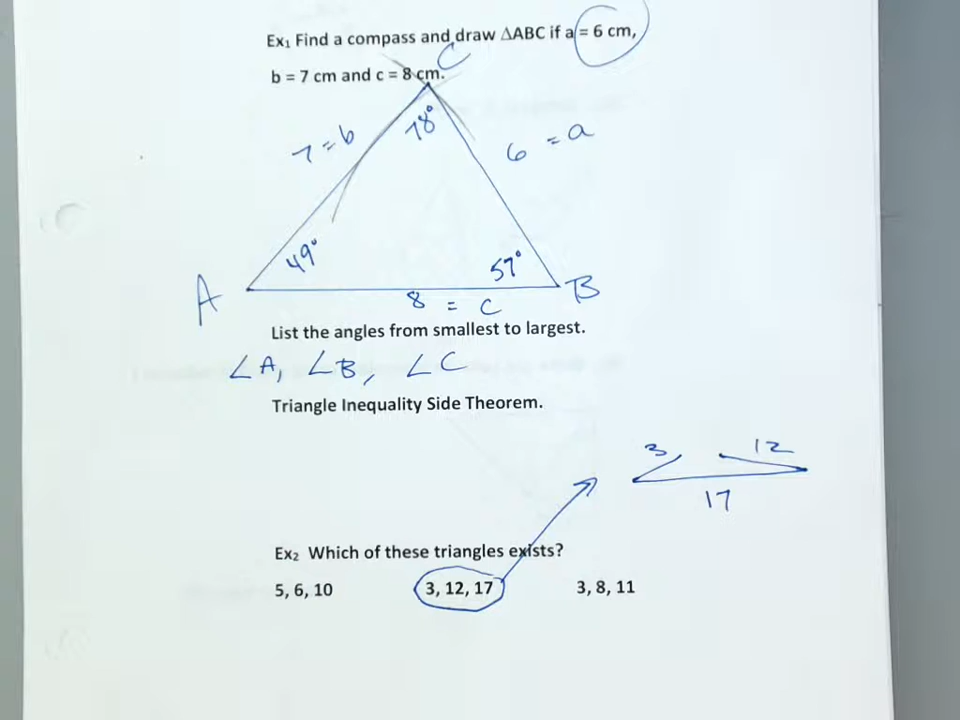 Ex₁ Find a compass and draw ΔABC if a = 6 cm,
b = 7 cm and c = 8 cm.
C
78°
7 = b
6 = a
49°
57°
A
B
8 = c
List the angles from smallest to largest.
∠A, ∠B, ∠C
Triangle Inequality Side Theorem.
3
12
17
Ex₂ Which of these triangles exists?
5, 6, 10 3, 12, 17 3, 8, 11